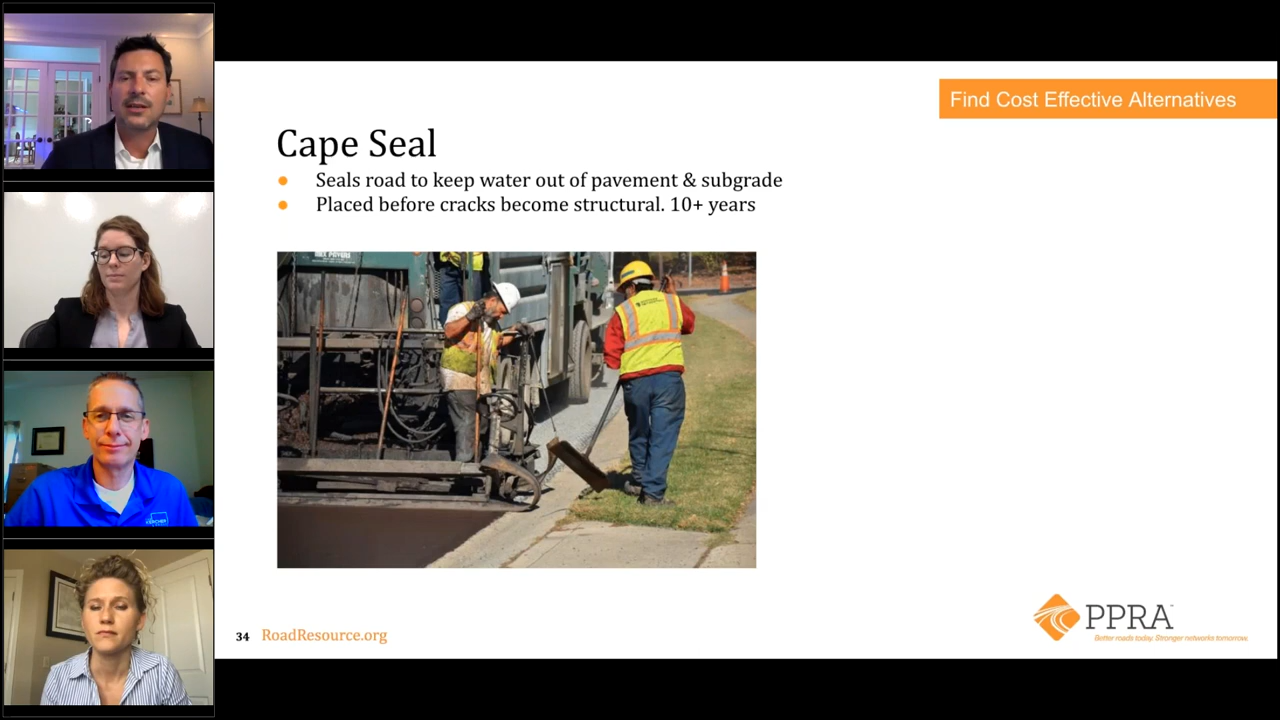 Find Cost Effective Alternatives
Cape Seal
Seals road to keep water out of pavement & subgrade
Placed before cracks become structural. 10+ years
34 RoadResource.org
PPRA
Better roads today. Stronger networks tomorrow.